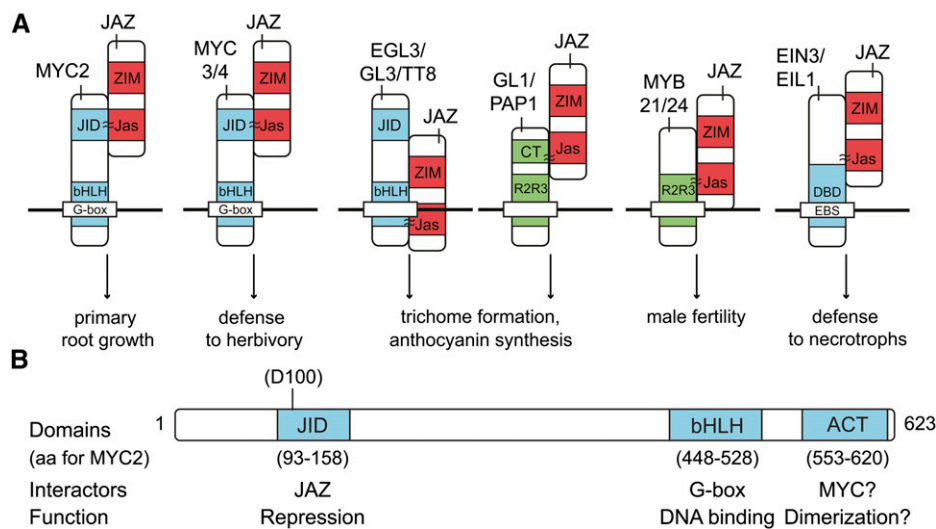 A
JAZ
MYC2
ZIM
JID
Jas
bHLH
G-box
primary
root growth
JAZ
MYC
3/4
ZIM
JID
Jas
bHLH
G-box
defense
to herbivory
EGL3/
GL3/TT8
JAZ
JID
ZIM
bHLH
Jas
JAZ
GL1/
PAP1
ZIM
CT
Jas
R2R3
trichome formation,
anthocyanin synthesis
JAZ
MYB
21/24
ZIM
R2R3
Jas
male fertility
JAZ
EIN3/
EIL1
ZIM
Jas
DBD
EBS
defense
to necrotrophs
B
(D100)
Domains 1 JID bHLH ACT 623
(aa for MYC2) (93-158) (448-528) (553-620)
Interactors JAZ G-box MYC?
Function Repression DNA binding Dimerization?